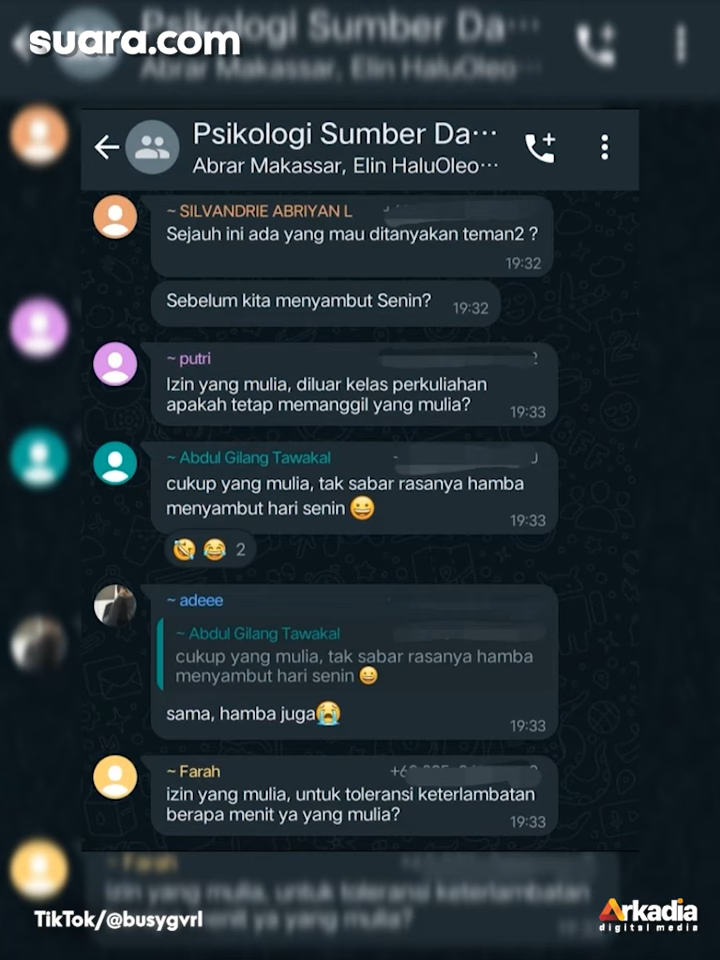 suara.com
Psikologi Sumber Da···
Abrar Makassar, Elin HaluOleo···
~ SILVANDRIE ABRIYAN L
Sejauh ini ada yang mau ditanyakan teman2 ?
19:32
Sebelum kita menyambut Senin?
19:32
~ putri
Izin yang mulia, diluar kelas perkuliahan
apakah tetap memanggil yang mulia?
19:33
~ Abdul Gilang Tawakal
cukup yang mulia, tak sabar rasanya hamba
menyambut hari senin 😀
19:33
🤣 😂 2
~ adeee
~ Abdul Gilang Tawakal
cukup yang mulia, tak sabar rasanya hamba
menyambut hari senin 😀
sama, hamba juga😭
19:33
~ Farah
izin yang mulia, untuk toleransi keterlambatan
berapa menit ya yang mulia?
19:33
TikTok/@busygvrl
Arkadia
digital media